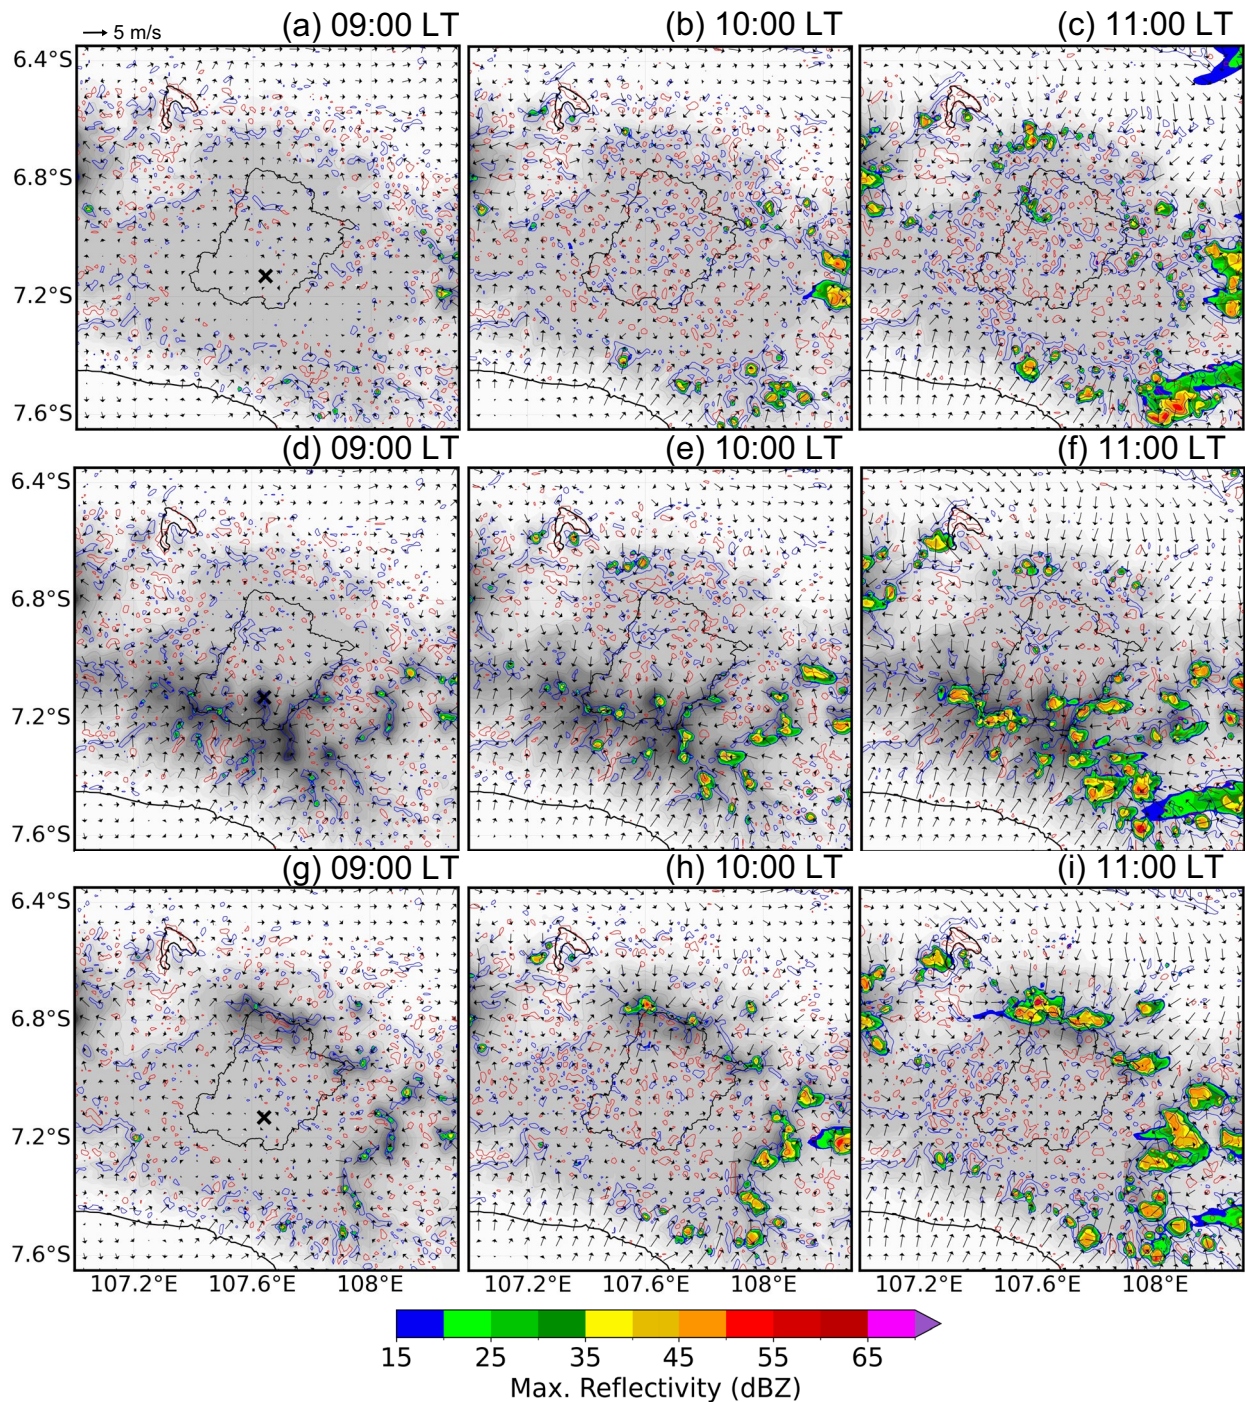 5 m/s
(a) 09:00 LT
(b) 10:00 LT
(c) 11:00 LT
6.4°S
6.8°S
7.2°S
7.6°S
(d) 09:00 LT
(e) 10:00 LT
(f) 11:00 LT
6.4°S
6.8°S
7.2°S
7.6°S
(g) 09:00 LT
(h) 10:00 LT
(i) 11:00 LT
6.4°S
6.8°S
7.2°S
7.6°S
107.2°E 107.6°E 108°E 107.2°E 107.6°E 108°E 107.2°E 107.6°E 108°E
15 25 35 45 55 65
Max. Reflectivity (dBZ)